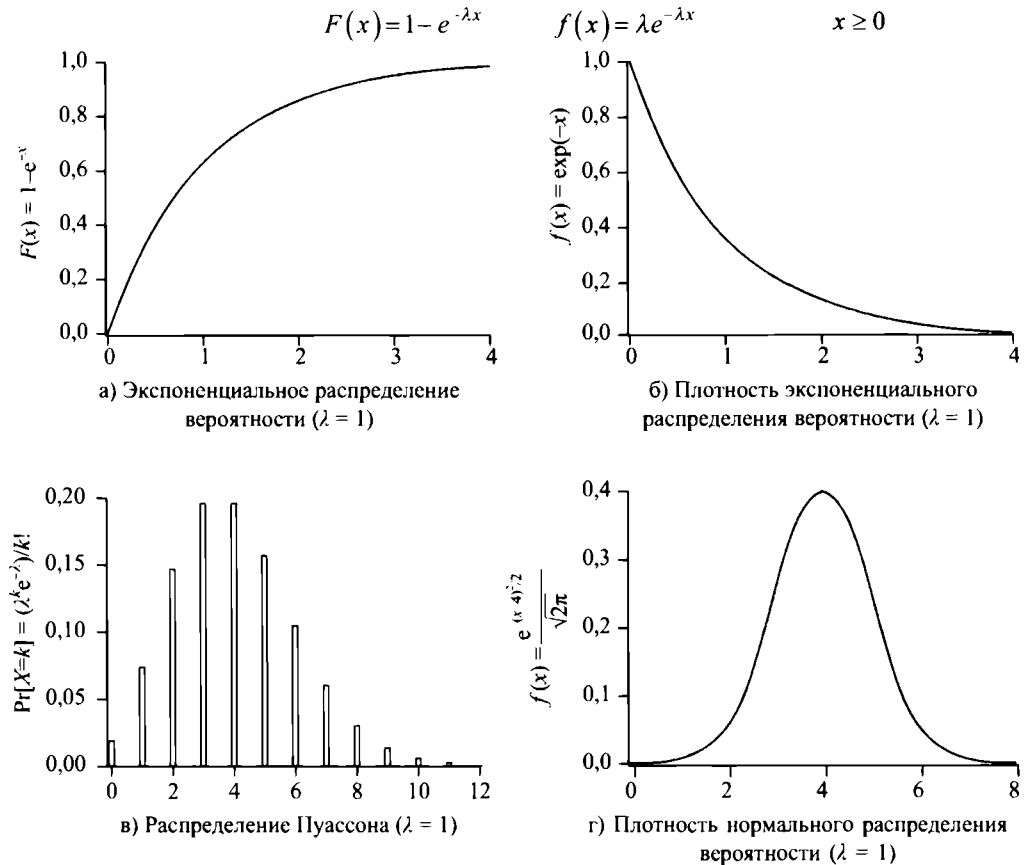 F(x) = 1 − e^{-λx}
f(x) = λe^{−λx}
x ≥ 0
F(x) = 1–e^{-x}
1,0
0,8
0,6
0,4
0,2
0,0
0 1 2 3 4
а) Экспоненциальное распределение
вероятности (λ = 1)
f(x) = exp(–x)
1,0
0,8
0,6
0,4
0,2
0,0
0 1 2 3 4
б) Плотность экспоненциального
распределения вероятности (λ = 1)
Pr[X=k] = (λ^k e^{-λ})/k!
0,20
0,15
0,10
0,05
0,00
0 2 4 6 8 10 12
в) Распределение Пуассона (λ = 1)
f(x) = e^{(x 4)^2/2} / √2π
0,4
0,3
0,2
0,1
0,0
0 2 4 6 8
г) Плотность нормального распределения
вероятности (λ = 1)